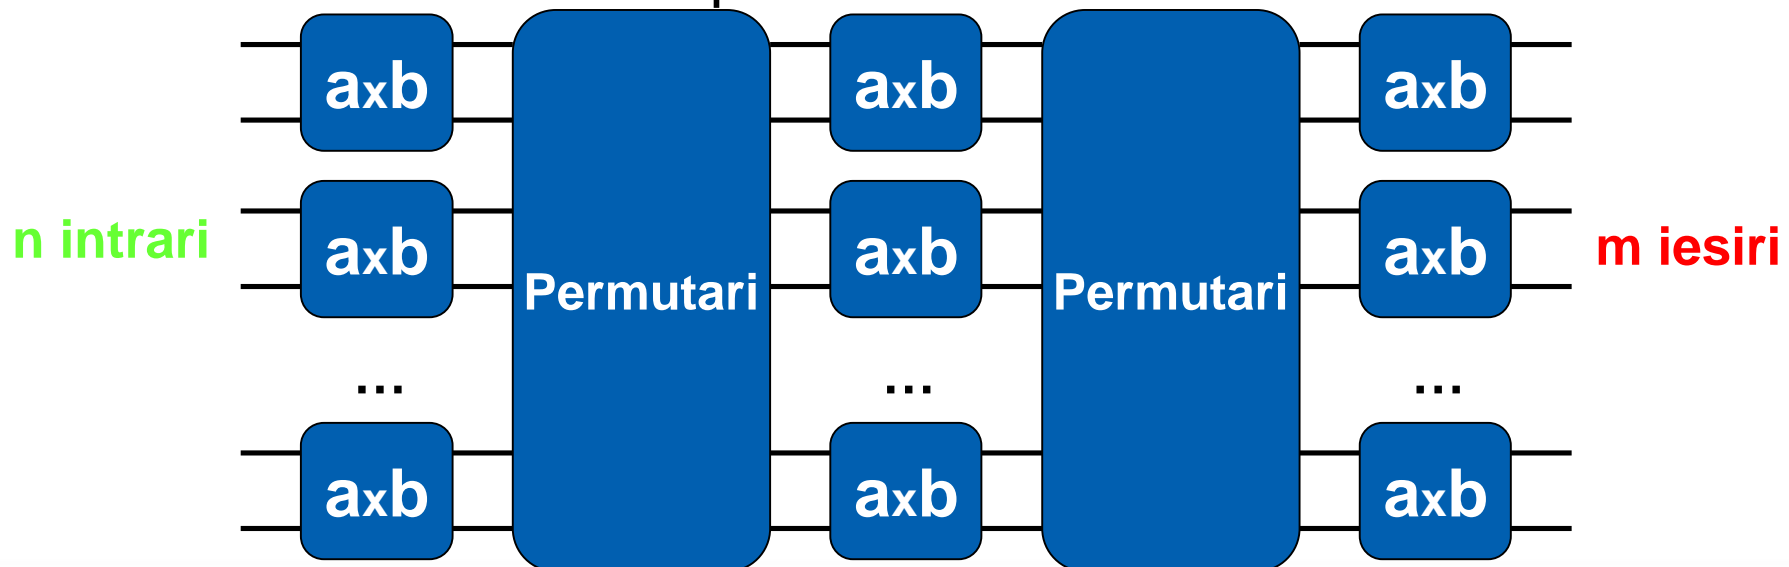 axb axb axb
n intrari axb Permutari axb Permutari axb m iesiri
... ... ...
axb axb axb